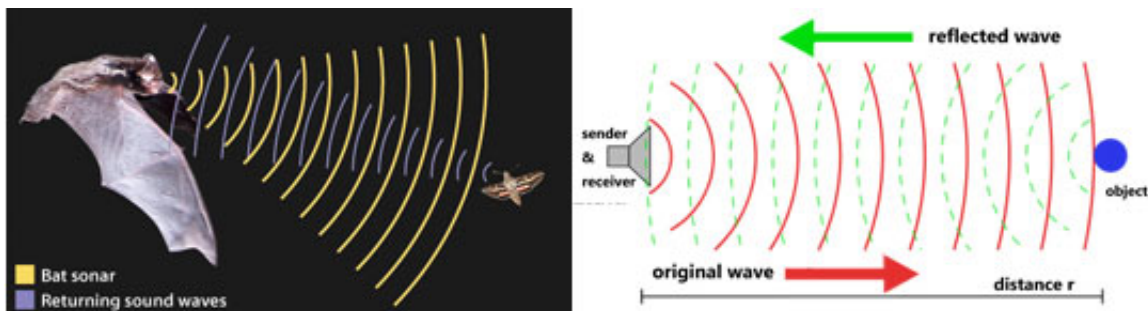 Bat sonar
Returning sound waves
reflected wave
sender
&
receiver
object
original wave
distance r